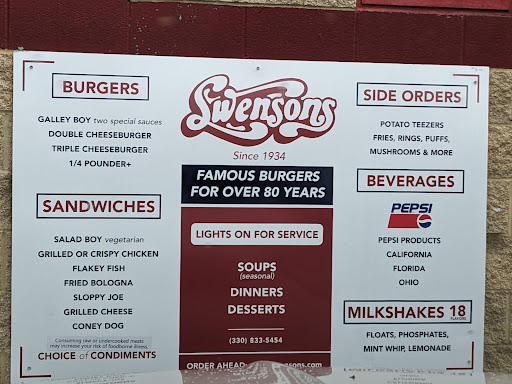 BURGERS
GALLEY BOY two special sauces
DOUBLE CHEESEBURGER
TRIPLE CHEESEBURGER
1/4 POUNDER+
SANDWICHES
SALAD BOY vegetarian
GRILLED OR CRISPY CHICKEN
FLAKEY FISH
FRIED BOLOGNA
SLOPPY JOE
GRILLED CHEESE
CONEY DOG
Consuming raw or undercooked meats
may increase your risk of foodborne illness.
CHOICE of CONDIMENTS
Swensons
Since 1934
FAMOUS BURGERS
FOR OVER 80 YEARS
LIGHTS ON FOR SERVICE
SOUPS
(seasonal)
DINNERS
DESSERTS
(330) 833-5454
ORDER AHEAD
SIDE ORDERS
POTATO TEEZERS
FRIES, RINGS, PUFFS,
MUSHROOMS & MORE
BEVERAGES
PEPSI
PEPSI PRODUCTS
CALIFORNIA
FLORIDA
OHIO
MILKSHAKES 18
FLAVORS
FLOATS, PHOSPHATES,
MINT WHIP, LEMONADE